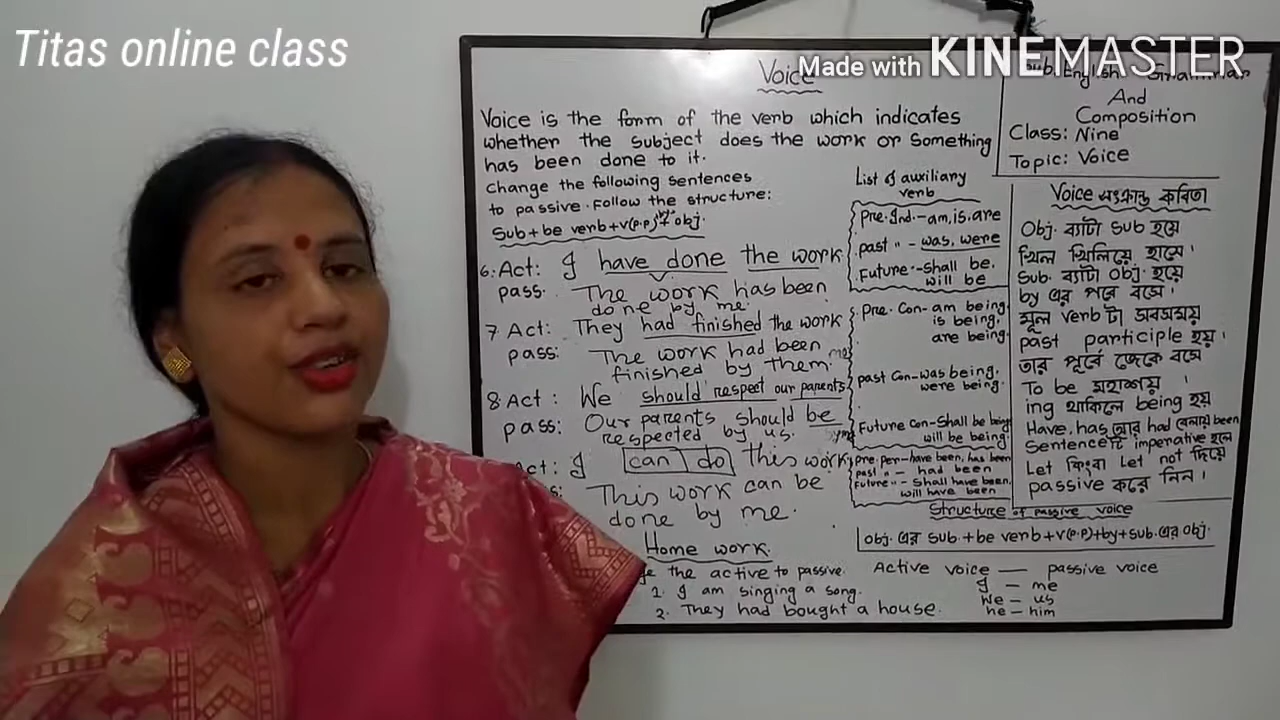 Titas online class
Made with KINEMASTER
Voice
Sub: English Grammar
And
Composition
Class: Nine
Topic: Voice
Voice is the form of the verb which indicates
whether the subject does the work or something
has been done to it.
change the following sentences
to passive. Follow the structure:
Sub+be verb+v(p.p)+by+obj.
6. Act: I have done the work
pass. The work has been
done by me.
7 Act: They had finished the work
pass: The work had been
finished by them.
8 Act: We should respect our parents
pass: Our parents should be
respected by us.
ct: I can do this work
This work can be
done by me.
Home work.
the active to passive.
1. I am singing a song.
2. They had bought a house.
List of auxiliary
verb
Pre. Ind.-am, is, are
past "-was, were
Future"-shall be,
will be
Pre. Con-am being
is being,
are being
past Con-was being,
were being.
Future Con-Shall be being
will be being.
pre. per-have been, has been
past " - had been
Future" - Shall have been,
will have been
Voice সংক্রান্ত কবিতা
Obj. ব্যাটা sub হয়ে
খিল খিলিয়ে হাসে।
Sub. ব্যাটা obj. হয়ে
by এর পরে বসে।
মূল verb টা সবসময়
past participle হয়।
তার পূর্বে জেঁকে বসে
To be মহাশয়।
ing থাকিলে being হয়
Have, has আর had বেলায় been
Sentence টি imperative হলে
Let কিংবা Let not দিয়ে
passive করে নিন।
Structure of passive voice
obj. এর sub.+be verb+v(p.p)+by+sub. এর obj.
Active voice — passive voice
I — me
We — us
he — him